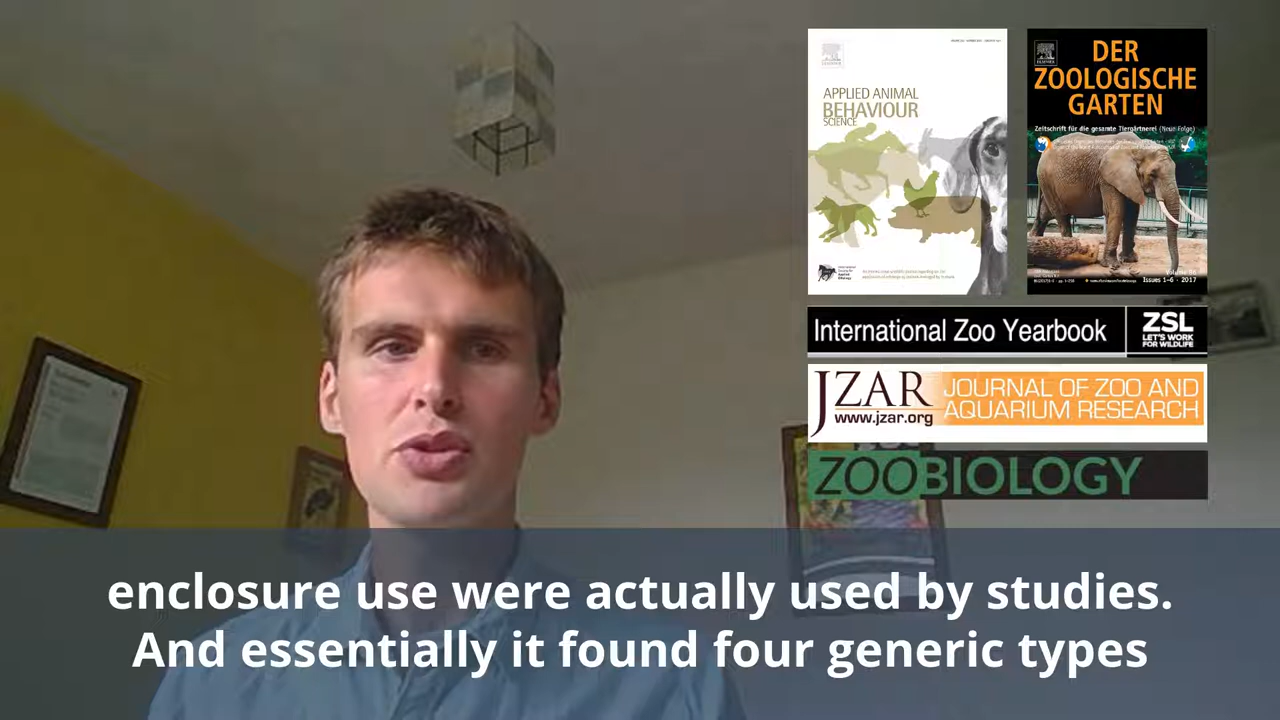 APPLIED ANIMAL
BEHAVIOUR
SCIENCE
ELSEVIER
DER
ZOOLOGISCHE
GARTEN
Zeitschrift für die gesamte Tiergärtnerei (Neue Folge)
Issues 1-6 · 2017
International Zoo Yearbook
ZSL
LET'S WORK
FOR WILDLIFE
JZAR
www.jzar.org
JOURNAL OF ZOO AND
AQUARIUM RESEARCH
ZOOBIOLOGY
enclosure use were actually used by studies.
And essentially it found four generic types